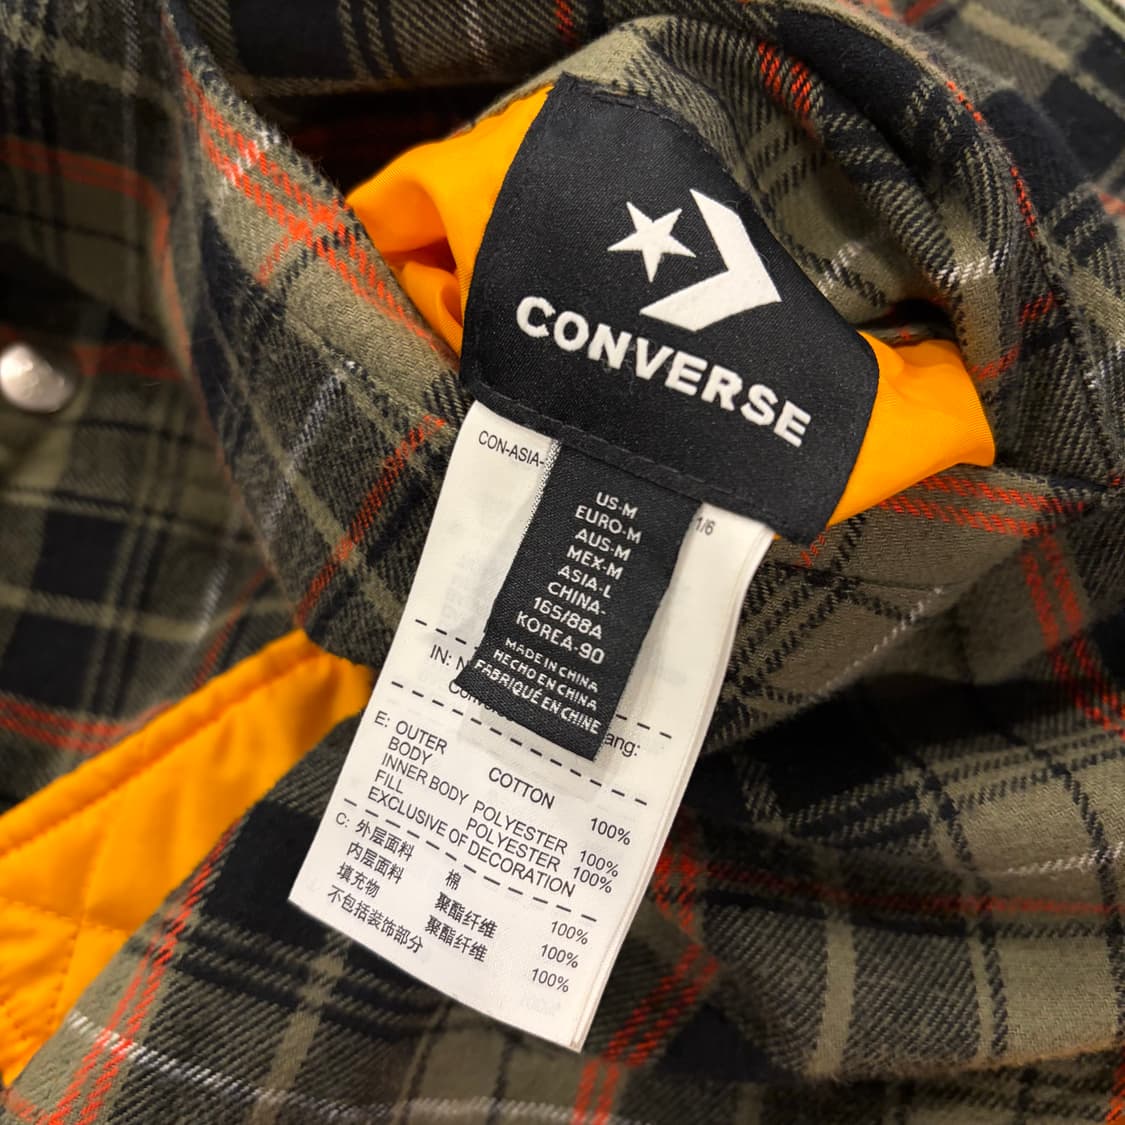 CONVERSE
CON-ASIA-
1/6
US-M
EURO-M
AUS-M
MEX-M
ASIA-L
CHINA-
165/88A
KOREA-90
MADE IN CHINA
HECHO EN CHINA
FABRIQUÉ EN CHINE
IN:
ang:
E: OUTER
BODY COTTON 100%
INNER BODY POLYESTER 100%
FILL POLYESTER 100%
EXCLUSIVE OF DECORATION
C: 外层面料 棉 100%
内层面料 聚酯纤维 100%
填充物 聚酯纤维 100%
不包括装饰部分